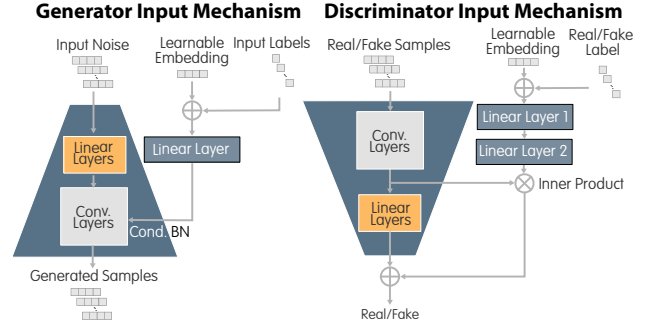 Generator Input Mechanism
Input Noise
Learnable
Embedding
Input Labels
Linear
Layers
Linear Layer
Conv.
Layers
Cond. BN
Generated Samples
Discriminator Input Mechanism
Real/Fake Samples
Learnable
Embedding
Real/Fake
Label
Conv.
Layers
Linear Layer 1
Linear Layer 2
Inner Product
Linear
Layers
Real/Fake